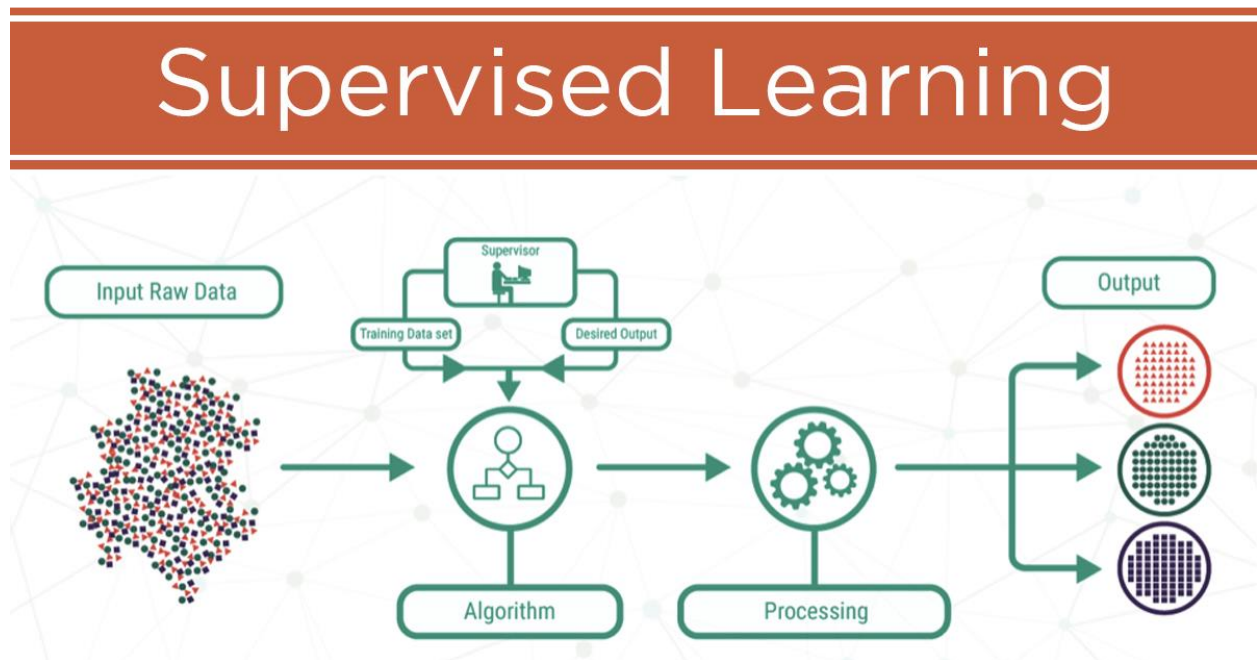 Supervised Learning
Supervisor
Input Raw Data
Output
Training Data set
Desired Output
Algorithm
Processing